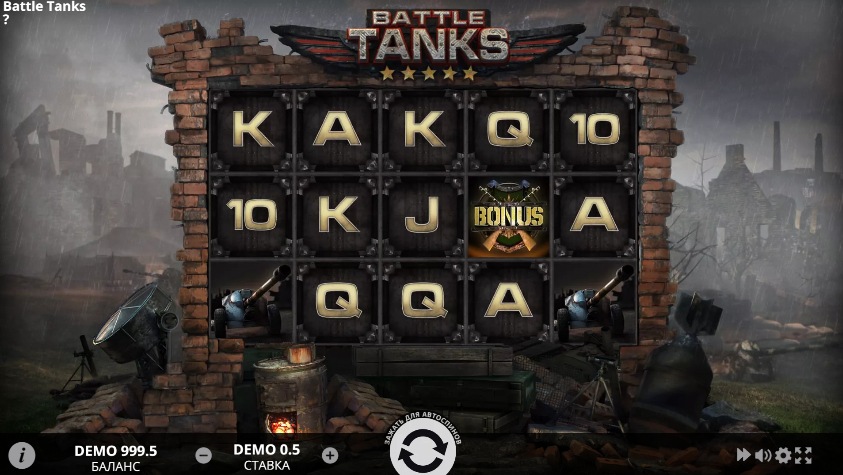 Battle Tanks
?
BATTLE
TANKS
K A K Q 10
10 K J BONUS A
Q Q A
ЗАЖАТЬ ДЛЯ АВТОСПИНОВ
i DEMO 999.5 DEMO 0.5
БАЛАНС СТАВКА